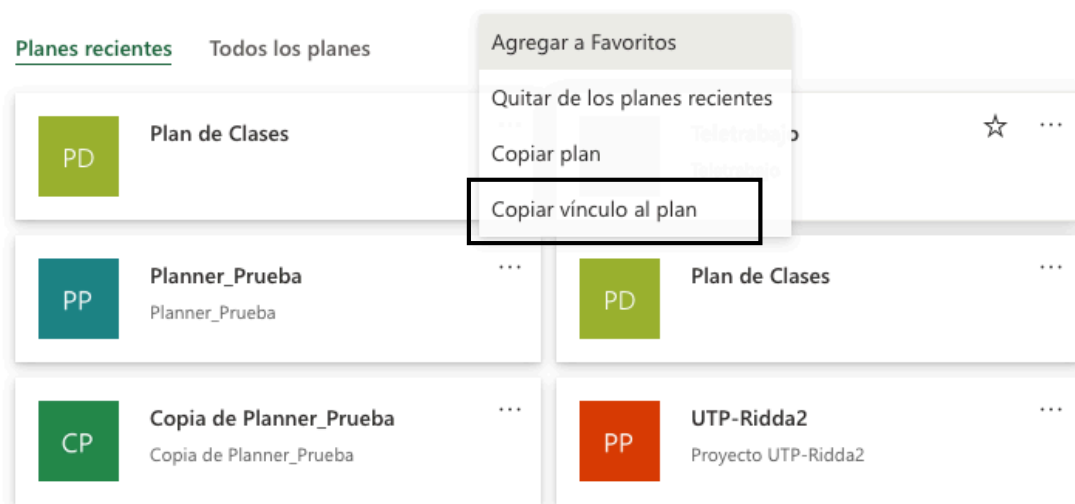 Planes recientes
Todos los planes
Agregar a Favoritos
Quitar de los planes recientes
Copiar plan
Copiar vínculo al plan
PD
Plan de Clases
...
Teletrabajo
Teletrabajo
...
PP
Planner_Prueba
Planner_Prueba
...
PD
Plan de Clases
...
CP
Copia de Planner_Prueba
Copia de Planner_Prueba
...
PP
UTP-Ridda2
Proyecto UTP-Ridda2
...